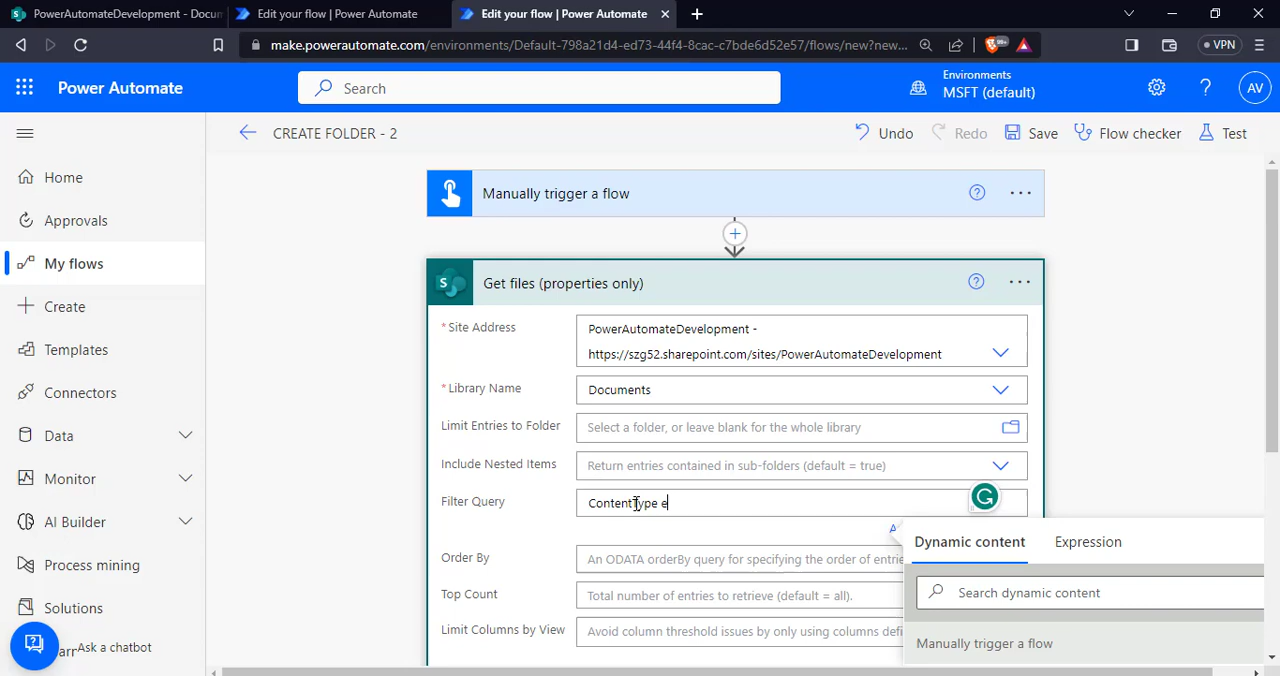 PowerAutomateDevelopment - Docun
Edit your flow | Power Automate
Edit your flow | Power Automate
make.powerautomate.com/environments/Default-798a21d4-ed73-44f4-8cac-c7bde6d52e57/flows/new?new...
99+
VPN
Power Automate
Search
Environments
MSFT (default)
AV
CREATE FOLDER - 2
Undo
Redo
Save
Flow checker
Test
Home
Approvals
My flows
Create
Templates
Connectors
Data
Monitor
AI Builder
Process mining
Solutions
Ask a chatbot
Manually trigger a flow
Get files (properties only)
* Site Address
PowerAutomateDevelopment -
https://szg52.sharepoint.com/sites/PowerAutomateDevelopment
* Library Name
Documents
Limit Entries to Folder
Select a folder, or leave blank for the whole library
Include Nested Items
Return entries contained in sub-folders (default = true)
Filter Query
ContentType e
Order By
An ODATA orderBy query for specifying the order of entrie
Top Count
Total number of entries to retrieve (default = all).
Limit Columns by View
Avoid column threshold issues by only using columns defi
Dynamic content
Expression
Search dynamic content
Manually trigger a flow